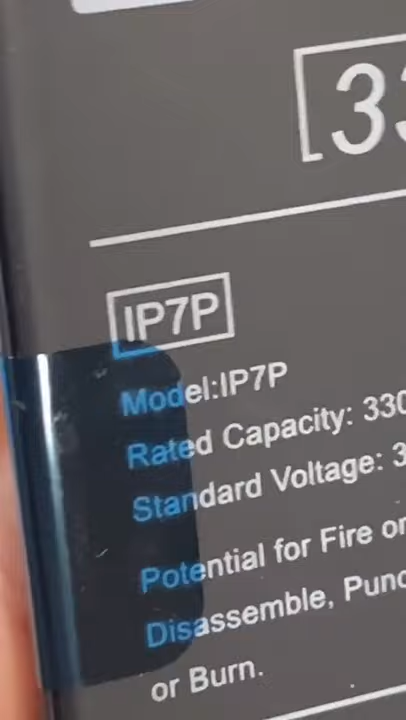 33
IP7P
Model:IP7P
Rated Capacity: 330
Standard Voltage: 3
Potential for Fire or
Disassemble, Punc
or Burn.